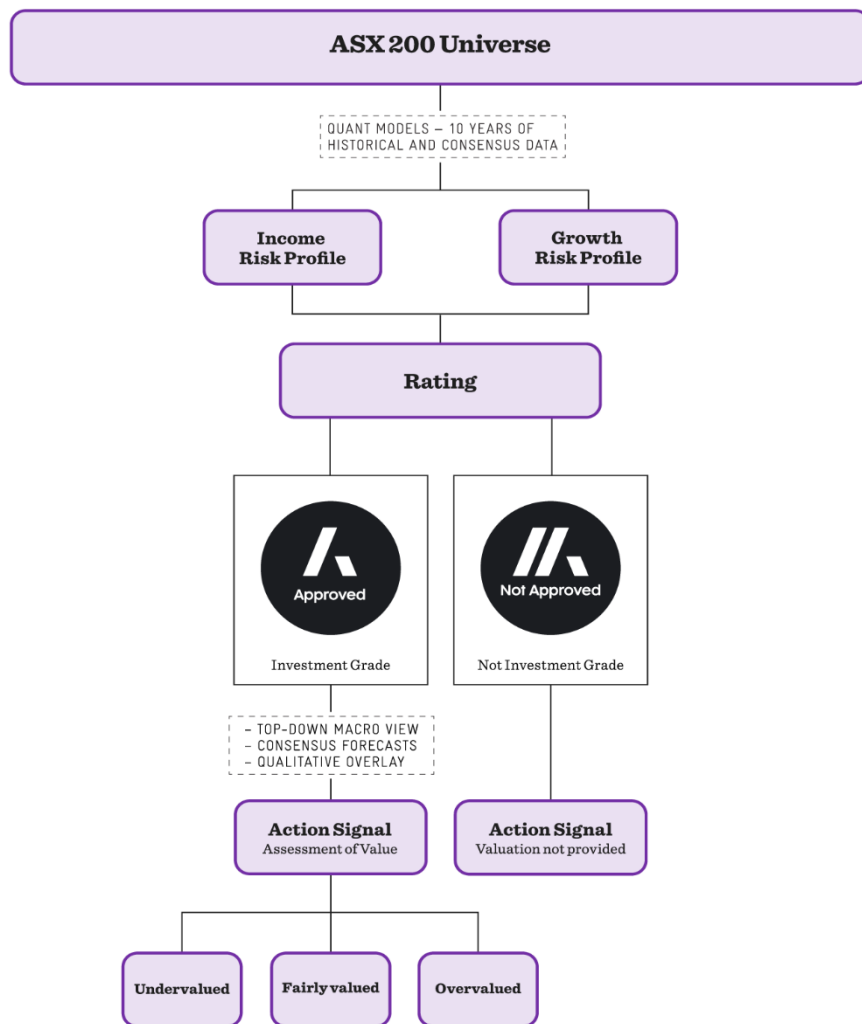 ASX 200 Universe
QUANT MODELS – 10 YEARS OF
HISTORICAL AND CONSENSUS DATA
Income
Risk Profile
Growth
Risk Profile
Rating
Approved
Investment Grade
Not Approved
Not Investment Grade
– TOP-DOWN MACRO VIEW
– CONSENSUS FORECASTS
– QUALITATIVE OVERLAY
Action Signal
Assessment of Value
Action Signal
Valuation not provided
Undervalued
Fairly valued
Overvalued